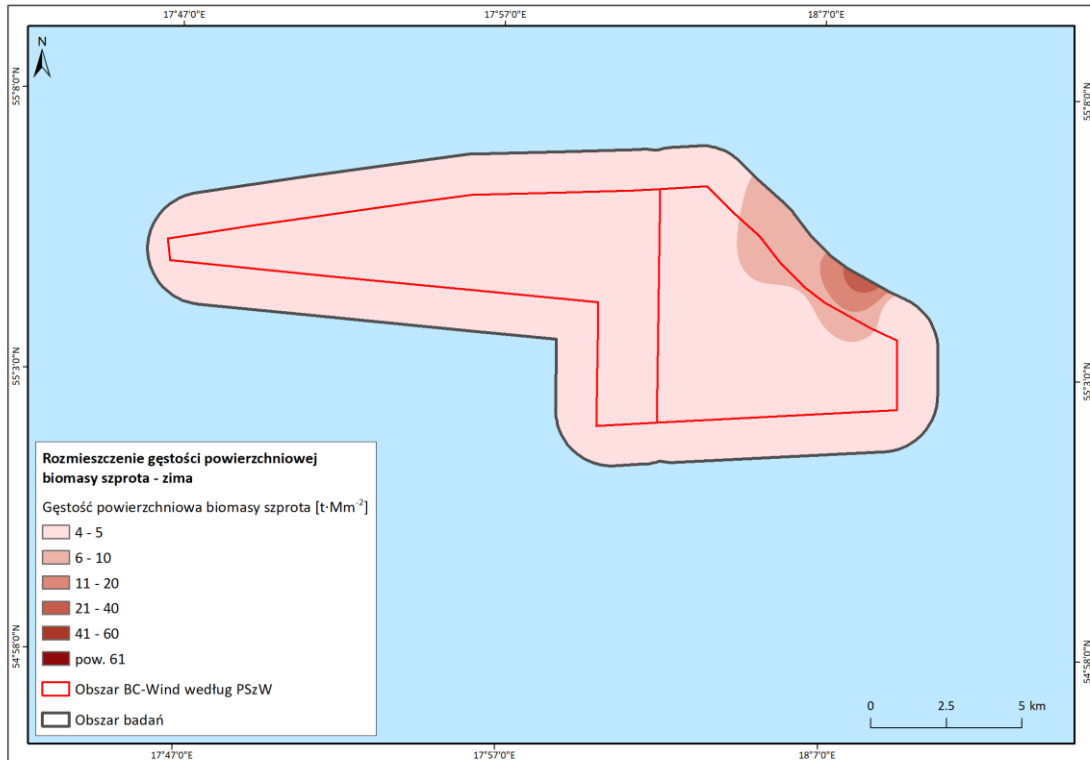 17°47'0"E
17°57'0"E
18°7'0"E
N
55°8'0"N
55°8'0"N
55°3'0"N
55°3'0"N
54°58'0"N
54°58'0"N
Rozmieszczenie gęstości powierzchniowej
biomasy szprota - zima
Gęstość powierzchniowa biomasy szprota [t·Mm⁻²]
4 - 5
6 - 10
11 - 20
21 - 40
41 - 60
pow. 61
Obszar BC-Wind według PSzW
Obszar badań
0 2.5 5 km
17°47'0"E
17°57'0"E
18°7'0"E